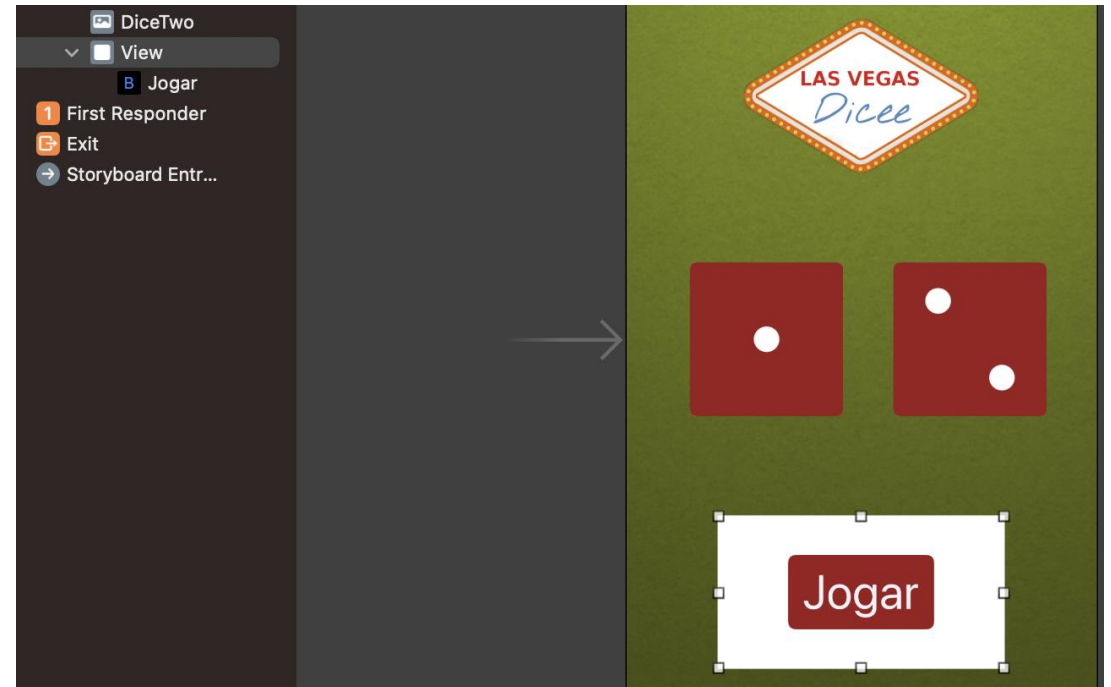 DiceTwo
View
B Jogar
1 First Responder
Exit
Storyboard Entr...
LAS VEGAS
Dicee
Jogar